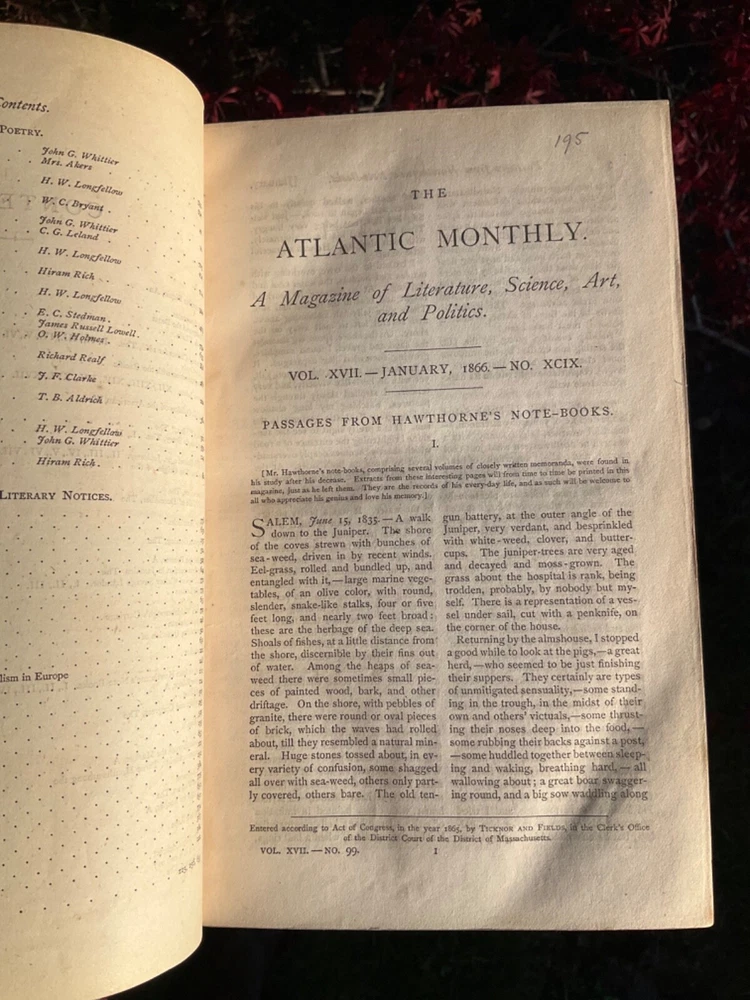 Contents.
POETRY.
John G. Whittier
Mrs. Akers
H. W. Longfellow
W. C. Bryant
John G. Whittier
C. G. Leland
H. W. Longfellow
Hiram Rich
H. W. Longfellow
E. C. Stedman
James Russell Lowell
O. W. Holmes
Richard Realf
J. F. Clarke
T. B. Aldrich
H. W. Longfellow
John G. Whittier
Hiram Rich
LITERARY NOTICES.
lism in Europe
195
THE
ATLANTIC MONTHLY.
A Magazine of Literature, Science, Art,
and Politics.
VOL. XVII.—JANUARY, 1866.—NO. XCIX.
PASSAGES FROM HAWTHORNE'S NOTE-BOOKS.
I.
[Mr. Hawthorne's note-books, comprising several volumes of closely written memoranda, were found in
his study after his decease. Extracts from these interesting pages will from time to time be printed in this
magazine, just as he left them. They are the records of his every-day life, and as such will be welcome to
all who appreciate his genius and love his memory.]
SALEM, June 15, 1835.—A walk
down to the Juniper. The shore
of the coves strewn with bunches of
sea-weed, driven in by recent winds.
Eel-grass, rolled and bundled up, and
entangled with it,—large marine vege-
tables, of an olive color, with round,
slender, snake-like stalks, four or five
feet long, and nearly two feet broad:
these are the herbage of the deep sea.
Shoals of fishes, at a little distance from
the shore, discernible by their fins out
of water. Among the heaps of sea-
weed there were sometimes small pie-
ces of painted wood, bark, and other
driftage. On the shore, with pebbles of
granite, there were round or oval pieces
of brick, which the waves had rolled
about, till they resembled a natural min-
eral. Huge stones tossed about, in ev-
ery variety of confusion, some shagged
all over with sea-weed, others only part-
ly covered, others bare. The old ten-
gun battery, at the outer angle of the
Juniper, very verdant, and besprinkled
with white-weed, clover, and butter-
cups. The juniper-trees are very aged
and decayed and moss-grown. The
grass about the hospital is rank, being
trodden, probably, by nobody but my-
self. There is a representation of a ves-
sel under sail, cut with a penknife, on
the corner of the house.
Returning by the almshouse, I stopped
a good while to look at the pigs,—a great
herd,—who seemed to be just finishing
their suppers. They certainly are types
of unmitigated sensuality,—some stand-
ing in the trough, in the midst of their
own and others' victuals,—some thrust-
ing their noses deep into the food,—
some rubbing their backs against a post,
—some huddled together between sleep-
ing and waking, breathing hard,—all
wallowing about; a great boar swagger-
ing round, and a big sow waddling along
Entered according to Act of Congress, in the year 1865, by TICKNOR AND FIELDS, in the Clerk's Office
of the District Court of the District of Massachusetts.
VOL. XVII.—NO. 99. 1